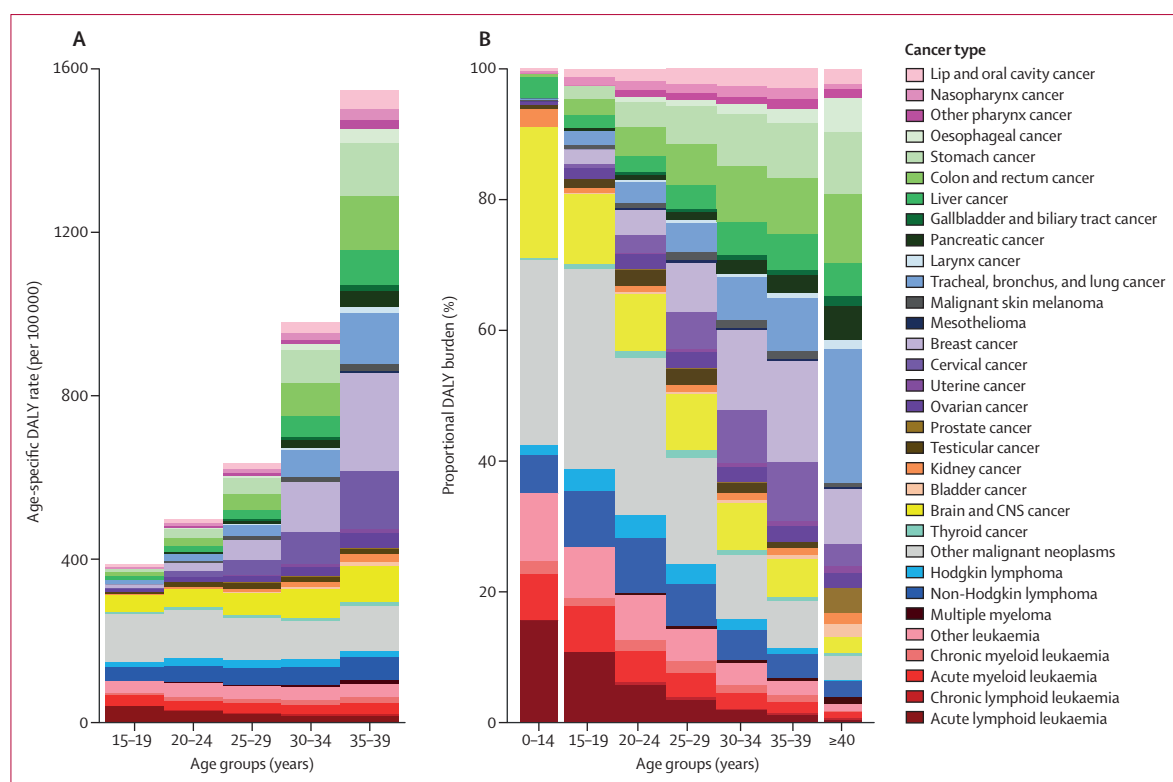 A
B
Age-specific DALY rate (per 100 000)
1600
1200
800
400
0
15–19
20–24
25–29
30–34
35–39
Age groups (years)
Proportional DALY burden (%)
100
80
60
40
20
0
0–14
15–19
20–24
25–29
30–34
35–39
≥40
Age groups (years)
Cancer type
Lip and oral cavity cancer
Nasopharynx cancer
Other pharynx cancer
Oesophageal cancer
Stomach cancer
Colon and rectum cancer
Liver cancer
Gallbladder and biliary tract cancer
Pancreatic cancer
Larynx cancer
Tracheal, bronchus, and lung cancer
Malignant skin melanoma
Mesothelioma
Breast cancer
Cervical cancer
Uterine cancer
Ovarian cancer
Prostate cancer
Testicular cancer
Kidney cancer
Bladder cancer
Brain and CNS cancer
Thyroid cancer
Other malignant neoplasms
Hodgkin lymphoma
Non-Hodgkin lymphoma
Multiple myeloma
Other leukaemia
Chronic myeloid leukaemia
Acute myeloid leukaemia
Chronic lymphoid leukaemia
Acute lymphoid leukaemia